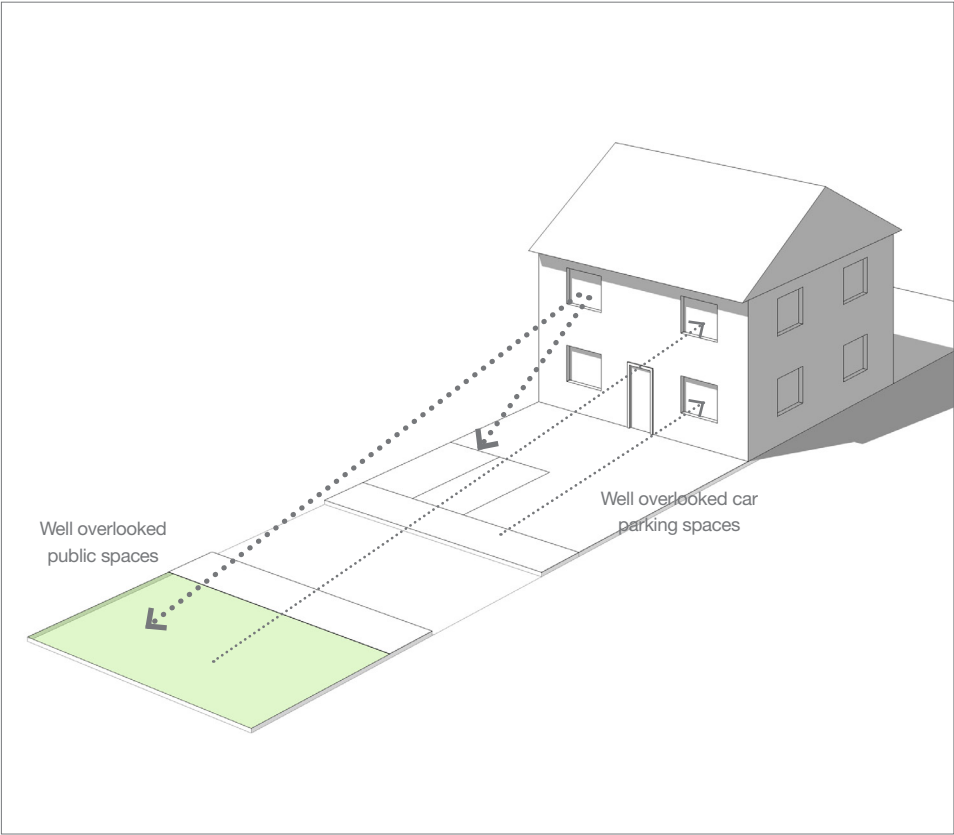 Well overlooked
public spaces
Well overlooked car
parking spaces